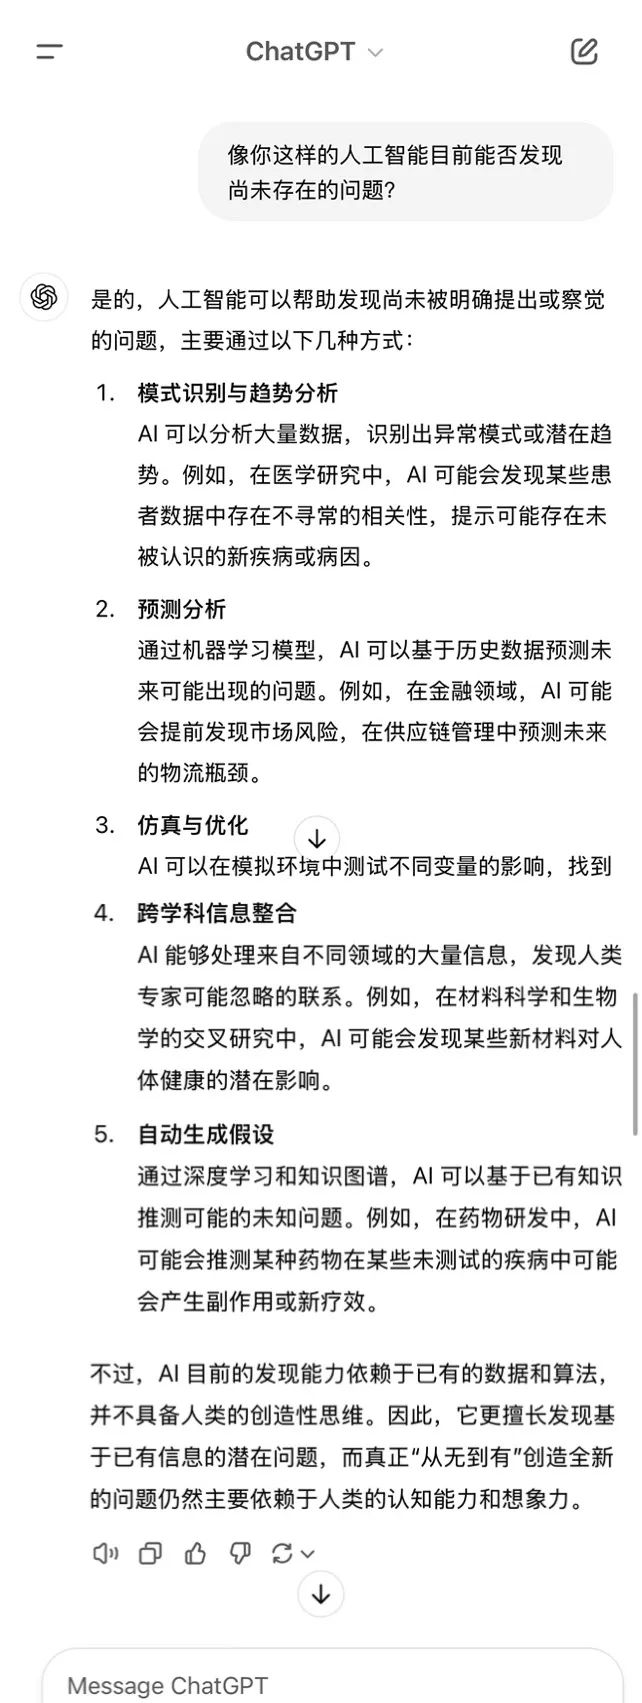 ChatGPT
像你这样的人工智能目前能否发现
尚未存在的问题?
是的，人工智能可以帮助发现尚未被明确提出或察觉
的问题，主要通过以下几种方式：
1. 模式识别与趋势分析
AI 可以分析大量数据，识别出异常模式或潜在趋
势。例如，在医学研究中，AI 可能会发现某些患
者数据中存在不寻常的相关性，提示可能存在未
被认识的新疾病或病因。
2. 预测分析
通过机器学习模型，AI 可以基于历史数据预测未
来可能出现的问题。例如，在金融领域，AI 可能
会提前发现市场风险，在供应链管理中预测未来
的物流瓶颈。
3. 仿真与优化
AI 可以在模拟环境中测试不同变量的影响，找到
4. 跨学科信息整合
AI 能够处理来自不同领域的大量信息，发现人类
专家可能忽略的联系。例如，在材料科学和生物
学的交叉研究中，AI 可能会发现某些新材料对人
体健康的潜在影响。
5. 自动生成假设
通过深度学习和知识图谱，AI 可以基于已有知识
推测可能的未知问题。例如，在药物研发中，AI
可能会推测某种药物在某些未测试的疾病中可能
会产生副作用或新疗效。
不过，AI 目前的发现能力依赖于已有的数据和算法，
并不具备人类的创造性思维。因此，它更擅长发现基
于已有信息的潜在问题，而真正“从无到有”创造全新
的问题仍然主要依赖于人类的认知能力和想象力。
Message ChatGPT